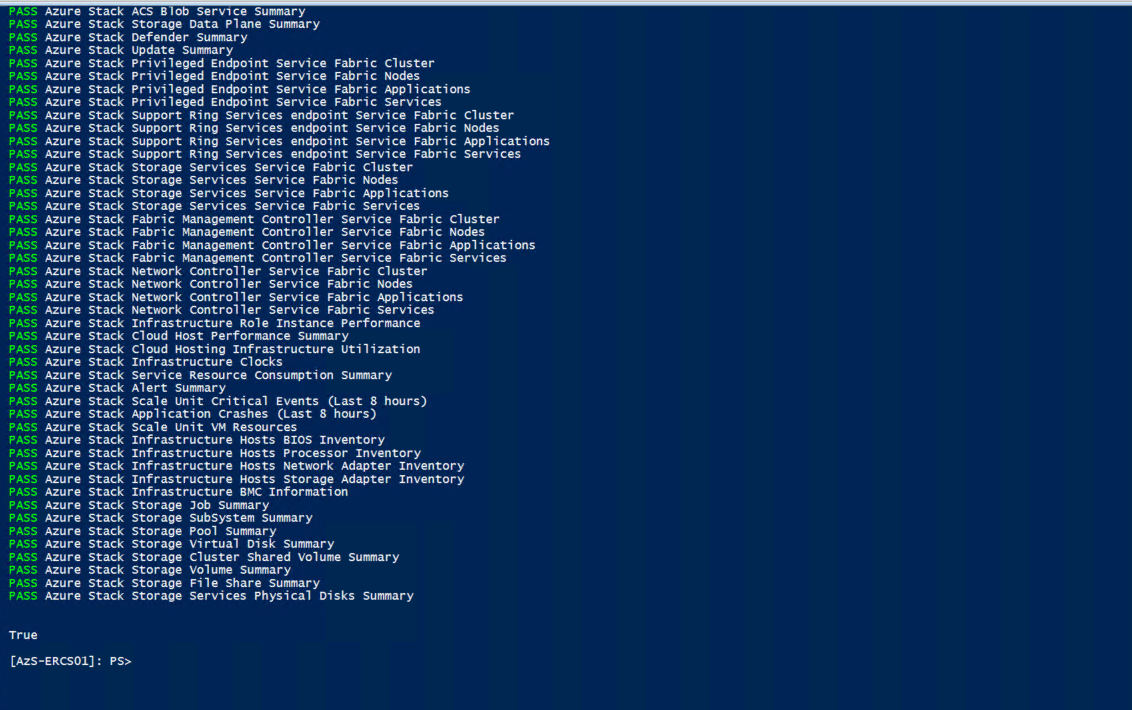 PASS Azure Stack ACS Blob Service Summary
PASS Azure Stack Storage Data Plane Summary
PASS Azure Stack Defender Summary
PASS Azure Stack Update Summary
PASS Azure Stack Privileged Endpoint Service Fabric Cluster
PASS Azure Stack Privileged Endpoint Service Fabric Nodes
PASS Azure Stack Privileged Endpoint Service Fabric Applications
PASS Azure Stack Privileged Endpoint Service Fabric Services
PASS Azure Stack Support Ring Services endpoint Service Fabric Cluster
PASS Azure Stack Support Ring Services endpoint Service Fabric Nodes
PASS Azure Stack Support Ring Services endpoint Service Fabric Applications
PASS Azure Stack Support Ring Services endpoint Service Fabric Services
PASS Azure Stack Storage Services Service Fabric Cluster
PASS Azure Stack Storage Services Service Fabric Nodes
PASS Azure Stack Storage Services Service Fabric Applications
PASS Azure Stack Storage Services Service Fabric Services
PASS Azure Stack Fabric Management Controller Service Fabric Cluster
PASS Azure Stack Fabric Management Controller Service Fabric Nodes
PASS Azure Stack Fabric Management Controller Service Fabric Applications
PASS Azure Stack Fabric Management Controller Service Fabric Services
PASS Azure Stack Network Controller Service Fabric Cluster
PASS Azure Stack Network Controller Service Fabric Nodes
PASS Azure Stack Network Controller Service Fabric Applications
PASS Azure Stack Network Controller Service Fabric Services
PASS Azure Stack Infrastructure Role Instance Performance
PASS Azure Stack Cloud Host Performance Summary
PASS Azure Stack Cloud Hosting Infrastructure Utilization
PASS Azure Stack Infrastructure Clocks
PASS Azure Stack Service Resource Consumption Summary
PASS Azure Stack Alert Summary
PASS Azure Stack Scale Unit Critical Events (Last 8 hours)
PASS Azure Stack Application Crashes (Last 8 hours)
PASS Azure Stack Scale Unit VM Resources
PASS Azure Stack Infrastructure Hosts BIOS Inventory
PASS Azure Stack Infrastructure Hosts Processor Inventory
PASS Azure Stack Infrastructure Hosts Network Adapter Inventory
PASS Azure Stack Infrastructure Hosts Storage Adapter Inventory
PASS Azure Stack Infrastructure BMC Information
PASS Azure Stack Storage Job Summary
PASS Azure Stack Storage SubSystem Summary
PASS Azure Stack Storage Pool Summary
PASS Azure Stack Storage Virtual Disk Summary
PASS Azure Stack Storage Cluster Shared Volume Summary
PASS Azure Stack Storage Volume Summary
PASS Azure Stack Storage File Share Summary
PASS Azure Stack Storage Services Physical Disks Summary
True
[AzS-ERCS01]: PS>